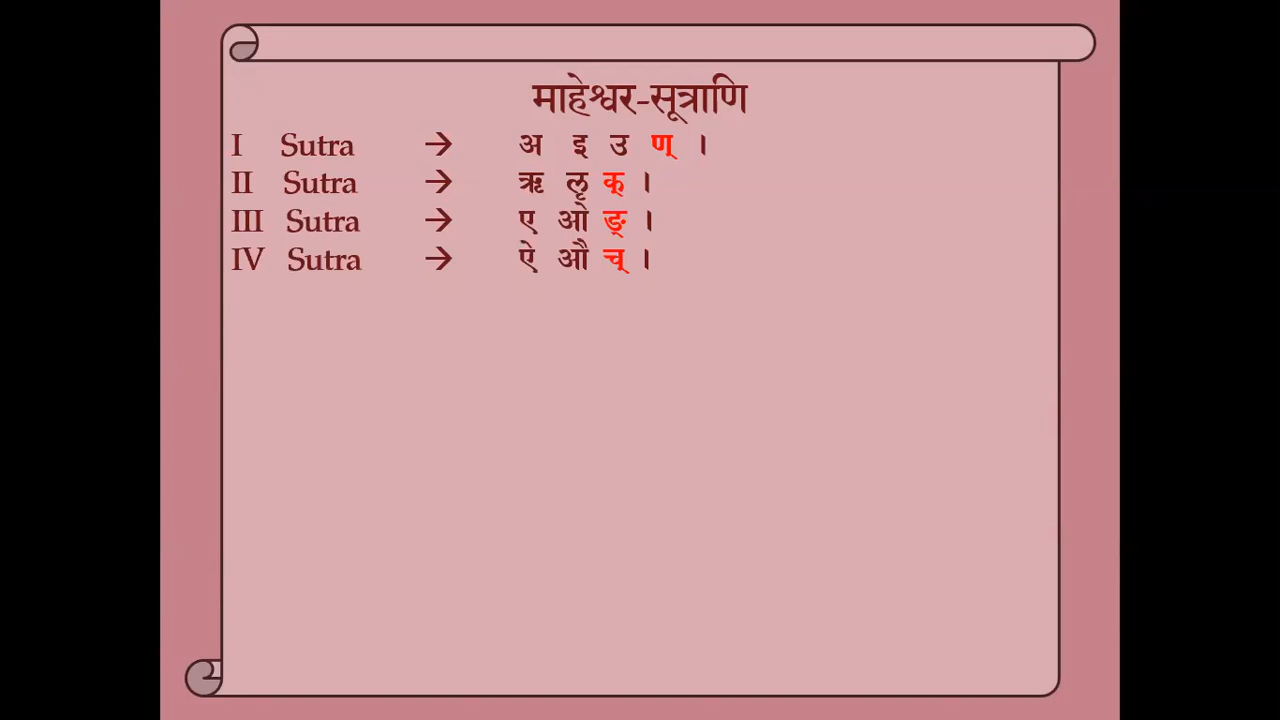 माहेश्वर-सूत्राणि
I Sutra → अ इ उ ण् ।
II Sutra → ऋ लृ क् ।
III Sutra → ए ओ ङ् ।
IV Sutra → ऐ औ च् ।